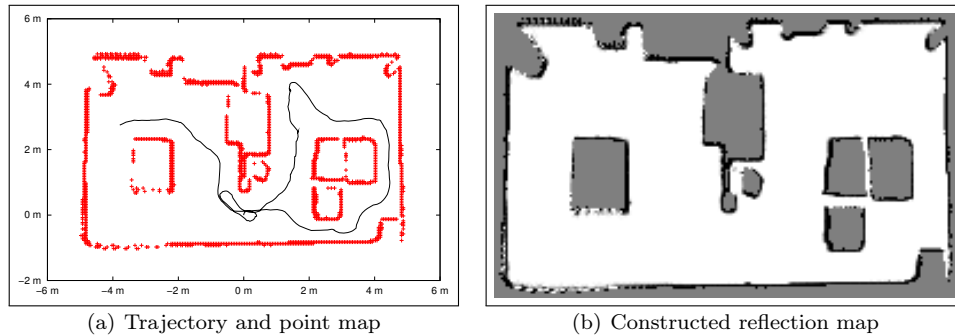 6 m
4 m
2 m
0 m
−2 m
−6 m −4 m −2 m 0 m 2 m 4 m 6 m
(a) Trajectory and point map
(b) Constructed reflection map